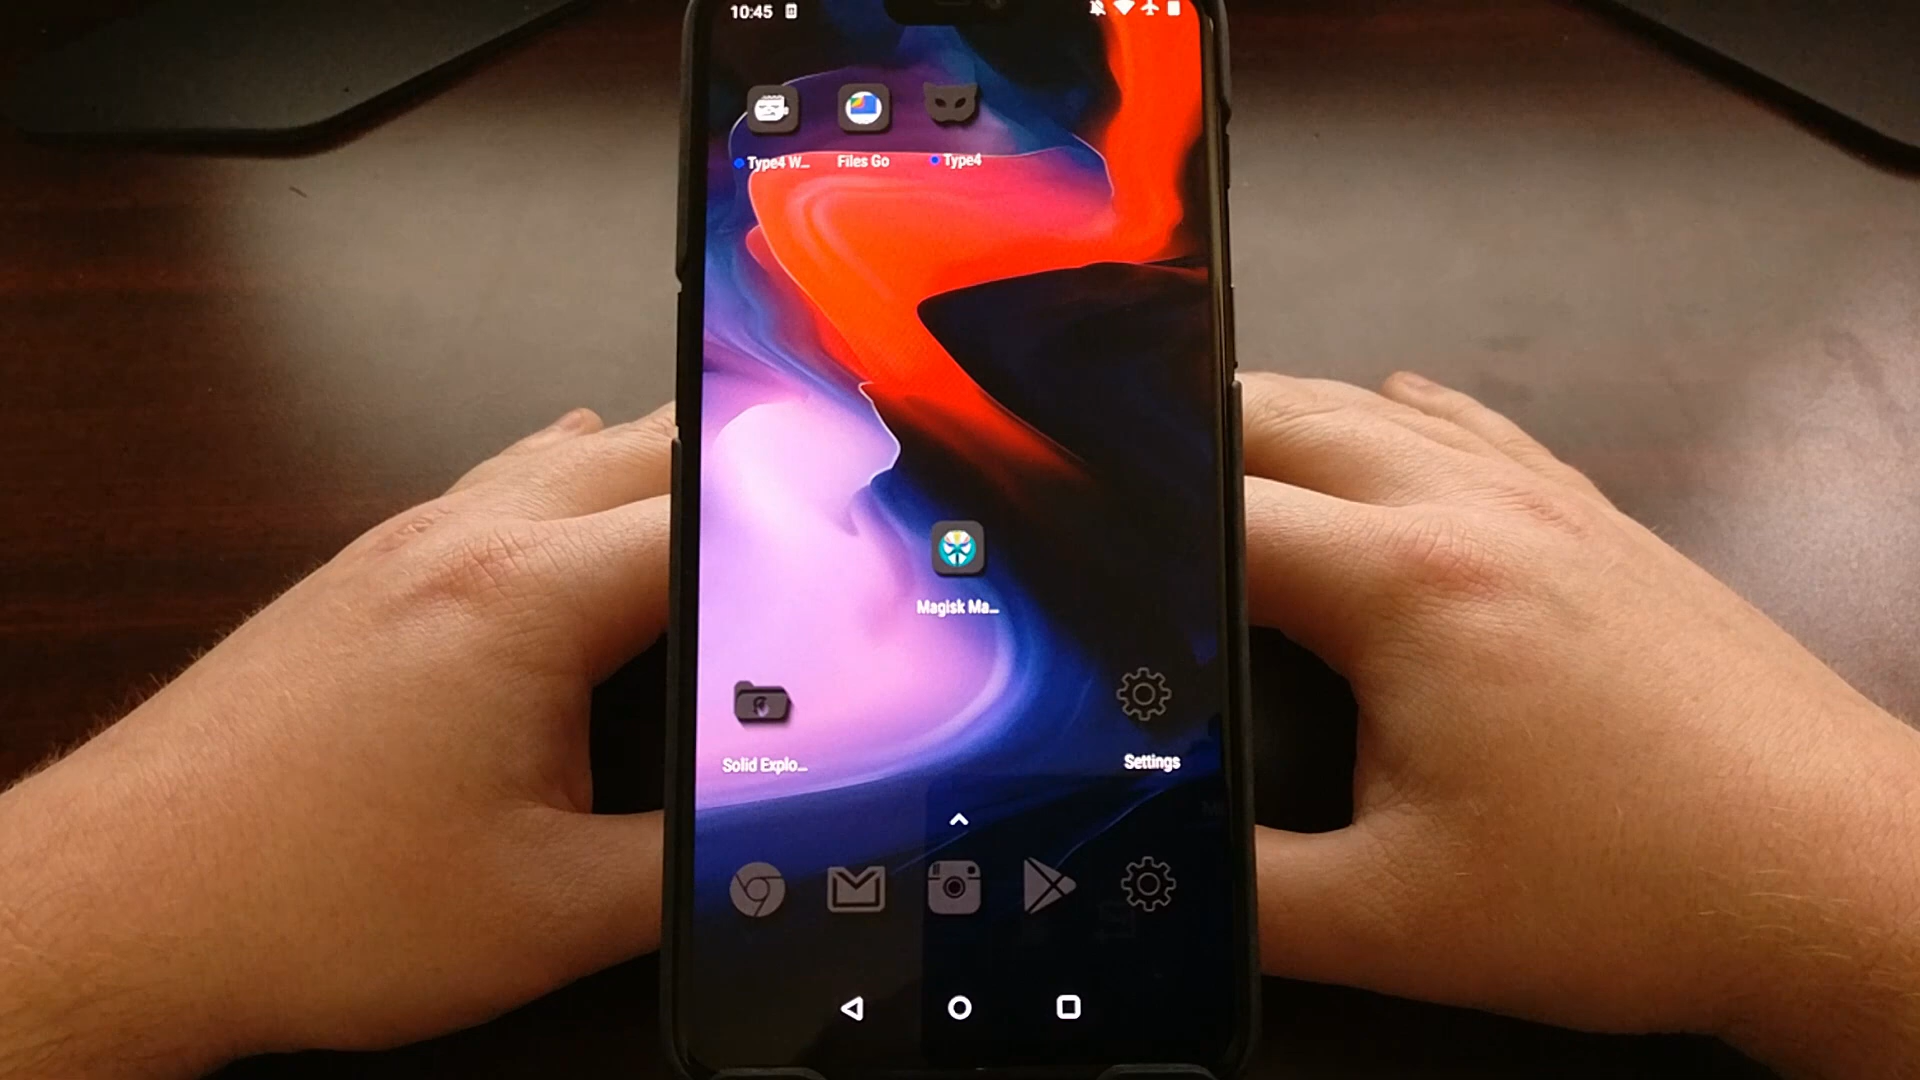 10:45
Type4 W...
Files Go
Type4
Magisk Ma...
Solid Explo...
Settings